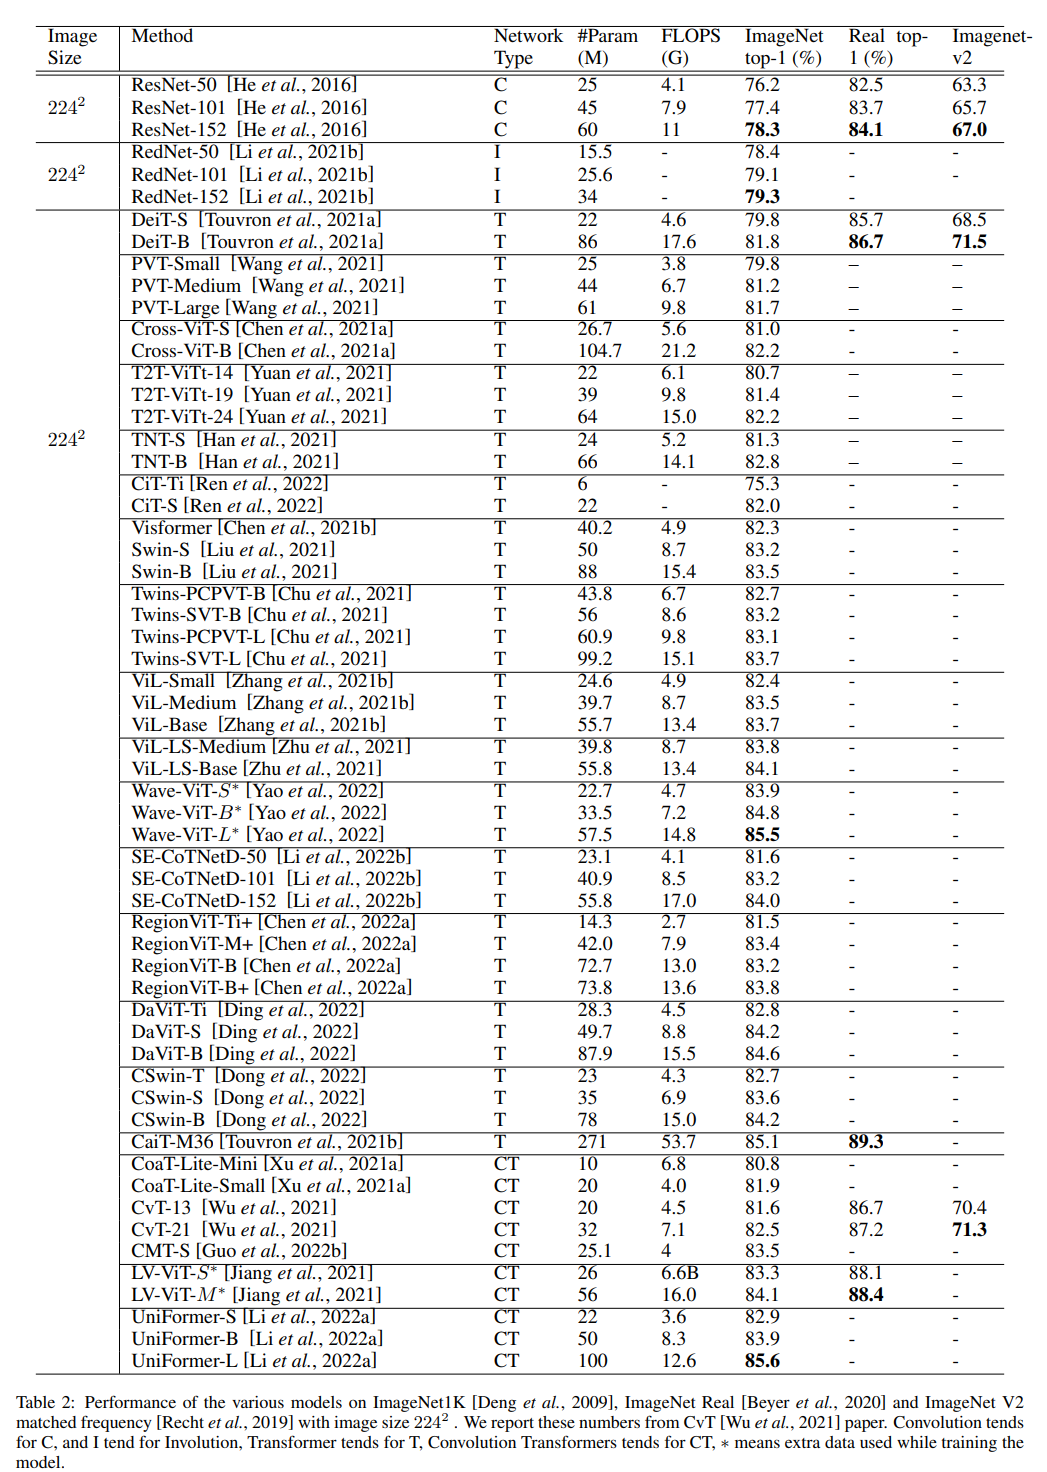 Image Size Method Network Type #Param (M) FLOPS (G) ImageNet top-1 (%) Real top-1 (%) Imagenet-v2
ResNet-50 [He et al., 2016] C 25 4.1 76.2 82.5 63.3
224² ResNet-101 [He et al., 2016] C 45 7.9 77.4 83.7 65.7
ResNet-152 [He et al., 2016] C 60 11 78.3 84.1 67.0
RedNet-50 [Li et al., 2021b] I 15.5 - 78.4 - -
224² RedNet-101 [Li et al., 2021b] I 25.6 - 79.1 - -
RedNet-152 [Li et al., 2021b] I 34 - 79.3 -
DeiT-S [Touvron et al., 2021a] T 22 4.6 79.8 85.7 68.5
DeiT-B [Touvron et al., 2021a] T 86 17.6 81.8 86.7 71.5
PVT-Small [Wang et al., 2021] T 25 3.8 79.8 – –
PVT-Medium [Wang et al., 2021] T 44 6.7 81.2 – –
PVT-Large [Wang et al., 2021] T 61 9.8 81.7 – –
Cross-ViT-S [Chen et al., 2021a] T 26.7 5.6 81.0 - -
Cross-ViT-B [Chen et al., 2021a] T 104.7 21.2 82.2 - -
T2T-ViTt-14 [Yuan et al., 2021] T 22 6.1 80.7 – –
T2T-ViTt-19 [Yuan et al., 2021] T 39 9.8 81.4 – –
T2T-ViTt-24 [Yuan et al., 2021] T 64 15.0 82.2 – –
224² TNT-S [Han et al., 2021] T 24 5.2 81.3 – –
TNT-B [Han et al., 2021] T 66 14.1 82.8 – –
CiT-Ti [Ren et al., 2022] T 6 - 75.3 - -
CiT-S [Ren et al., 2022] T 22 - 82.0 - -
Visformer [Chen et al., 2021b] T 40.2 4.9 82.3 - -
Swin-S [Liu et al., 2021] T 50 8.7 83.2 - -
Swin-B [Liu et al., 2021] T 88 15.4 83.5 - -
Twins-PCPVT-B [Chu et al., 2021] T 43.8 6.7 82.7 - -
Twins-SVT-B [Chu et al., 2021] T 56 8.6 83.2 - -
Twins-PCPVT-L [Chu et al., 2021] T 60.9 9.8 83.1 - -
Twins-SVT-L [Chu et al., 2021] T 99.2 15.1 83.7 - -
ViL-Small [Zhang et al., 2021b] T 24.6 4.9 82.4 - -
ViL-Medium [Zhang et al., 2021b] T 39.7 8.7 83.5 - -
ViL-Base [Zhang et al., 2021b] T 55.7 13.4 83.7 - -
ViL-LS-Medium [Zhu et al., 2021] T 39.8 8.7 83.8 - -
ViL-LS-Base [Zhu et al., 2021] T 55.8 13.4 84.1 - -
Wave-ViT-S* [Yao et al., 2022] T 22.7 4.7 83.9 - -
Wave-ViT-B* [Yao et al., 2022] T 33.5 7.2 84.8 - -
Wave-ViT-L* [Yao et al., 2022] T 57.5 14.8 85.5 - -
SE-CoTNetD-50 [Li et al., 2022b] T 23.1 4.1 81.6 - -
SE-CoTNetD-101 [Li et al., 2022b] T 40.9 8.5 83.2 - -
SE-CoTNetD-152 [Li et al., 2022b] T 55.8 17.0 84.0 - -
RegionViT-Ti+ [Chen et al., 2022a] T 14.3 2.7 81.5 - -
RegionViT-M+ [Chen et al., 2022a] T 42.0 7.9 83.4 - -
RegionViT-B [Chen et al., 2022a] T 72.7 13.0 83.2 - -
RegionViT-B+ [Chen et al., 2022a] T 73.8 13.6 83.8 - -
DaViT-Ti [Ding et al., 2022] T 28.3 4.5 82.8 - -
DaViT-S [Ding et al., 2022] T 49.7 8.8 84.2 - -
DaViT-B [Ding et al., 2022] T 87.9 15.5 84.6 - -
CSwin-T [Dong et al., 2022] T 23 4.3 82.7 - -
CSwin-S [Dong et al., 2022] T 35 6.9 83.6 - -
CSwin-B [Dong et al., 2022] T 78 15.0 84.2 - -
CaiT-M36 [Touvron et al., 2021b] T 271 53.7 85.1 89.3 -
CoaT-Lite-Mini [Xu et al., 2021a] CT 10 6.8 80.8 - -
CoaT-Lite-Small [Xu et al., 2021a] CT 20 4.0 81.9 - -
CvT-13 [Wu et al., 2021] CT 20 4.5 81.6 86.7 70.4
CvT-21 [Wu et al., 2021] CT 32 7.1 82.5 87.2 71.3
CMT-S [Guo et al., 2022b] CT 25.1 4 83.5 - -
LV-ViT-S* [Jiang et al., 2021] CT 26 6.6B 83.3 88.1 -
LV-ViT-M* [Jiang et al., 2021] CT 56 16.0 84.1 88.4 -
UniFormer-S [Li et al., 2022a] CT 22 3.6 82.9 - -
UniFormer-B [Li et al., 2022a] CT 50 8.3 83.9 - -
UniFormer-L [Li et al., 2022a] CT 100 12.6 85.6 - -
Table 2: Performance of the various models on ImageNet1K [Deng et al., 2009], ImageNet Real [Beyer et al., 2020] and ImageNet V2
matched frequency [Recht et al., 2019] with image size 224² . We report these numbers from CvT [Wu et al., 2021] paper. Convolution tends
for C, and I tend for Involution, Transformer tends for T, Convolution Transformers tends for CT, * means extra data used while training the
model.